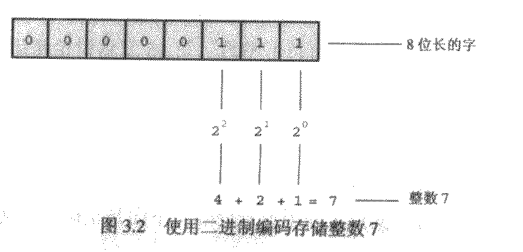 0 0 0 0 0 1 1 1 8 位长的字
2² 2¹ 2⁰
4 + 2 + 1 = 7 整数 7
图 3.2 使用二进制编码存储整数 7